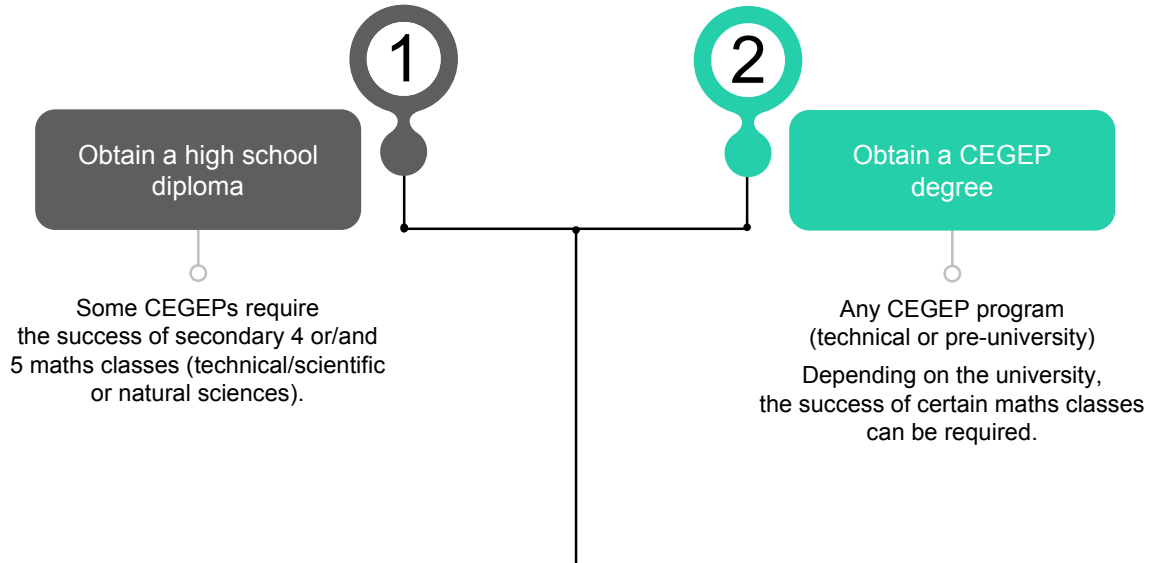 1
Obtain a high school
diploma
Some CEGEPs require
the success of secondary 4 or/and
5 maths classes (technical/scientific
or natural sciences).
2
Obtain a CEGEP
degree
Any CEGEP program
(technical or pre-university)
Depending on the university,
the success of certain maths classes
can be required.